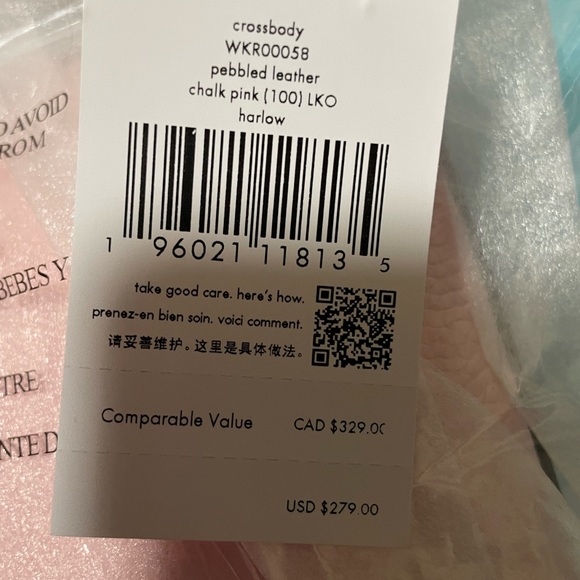 crossbody
WKR00058
pebbled leather
chalk pink (100) LKO
harlow
1 96021 11813 5
take good care. here's how.
prenez-en bien soin. voici comment.
请妥善维护。这里是具体做法。
Comparable Value CAD $329.00
USD $279.00
AVOID
ROM
BEBES Y
TRE
NTE D